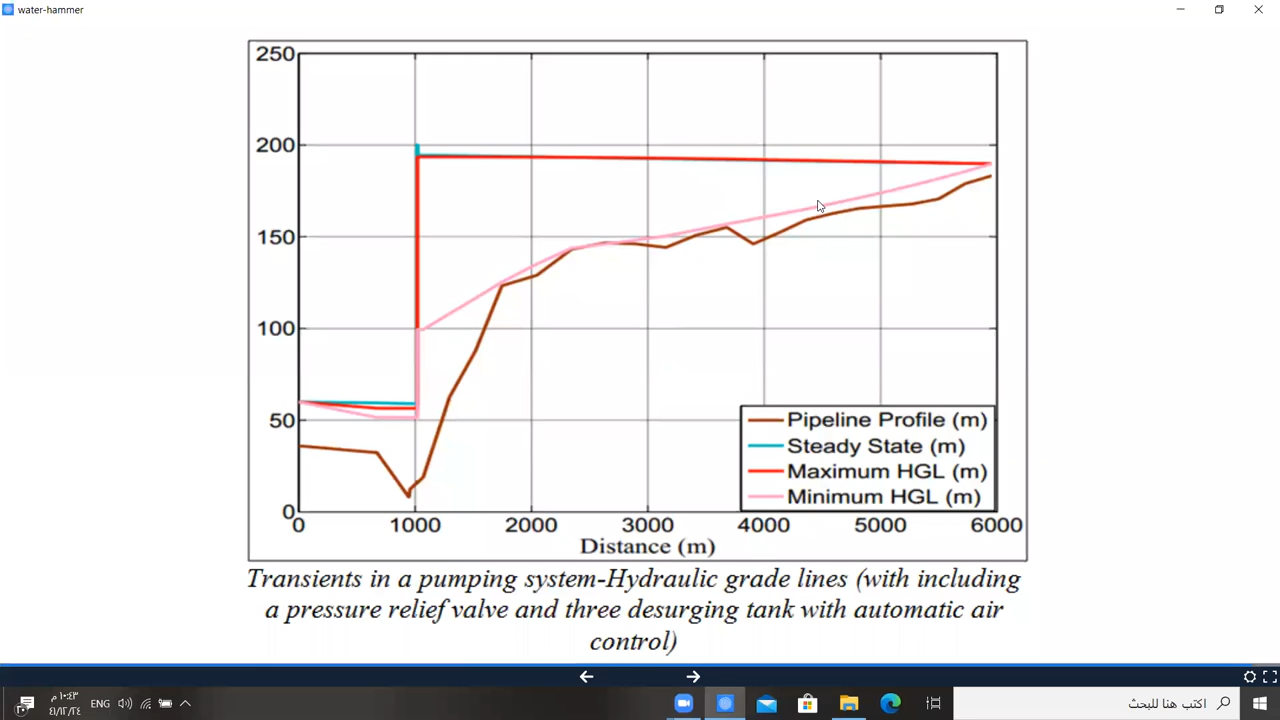 water-hammer
250
200
150
100
50
0
0 1000 2000 3000 4000 5000 6000
Distance (m)
Pipeline Profile (m)
Steady State (m)
Maximum HGL (m)
Minimum HGL (m)
Transients in a pumping system-Hydraulic grade lines (with including
a pressure relief valve and three desurging tank with automatic air
control)
١٠:٤٣ م
ENG
اكتب هنا للبحث